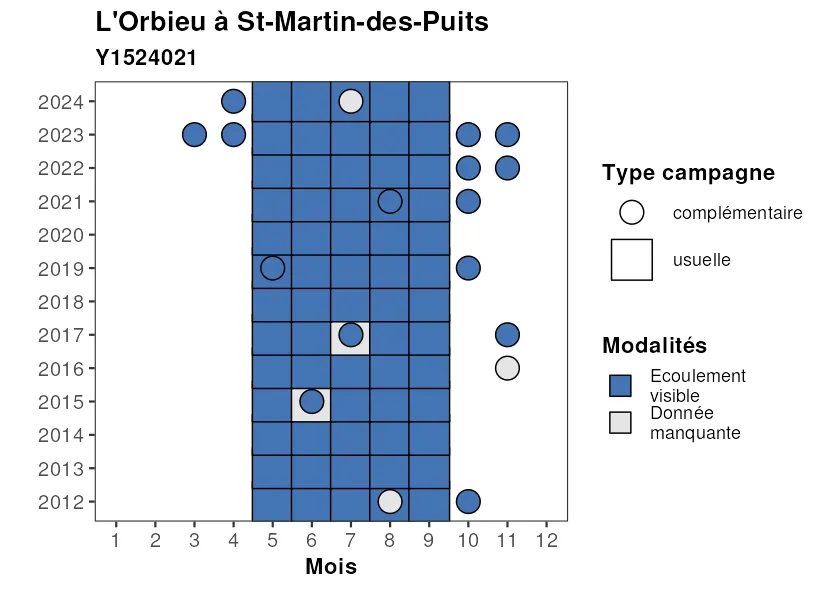 L'Orbieu à St-Martin-des-Puits
Y1524021
2024
2023
2022
2021
2020
2019
2018
2017
2016
2015
2014
2013
2012
1 2 3 4 5 6 7 8 9 10 11 12
Mois
Type campagne
complémentaire
usuelle
Modalités
Ecoulement
visible
Donnée
manquante